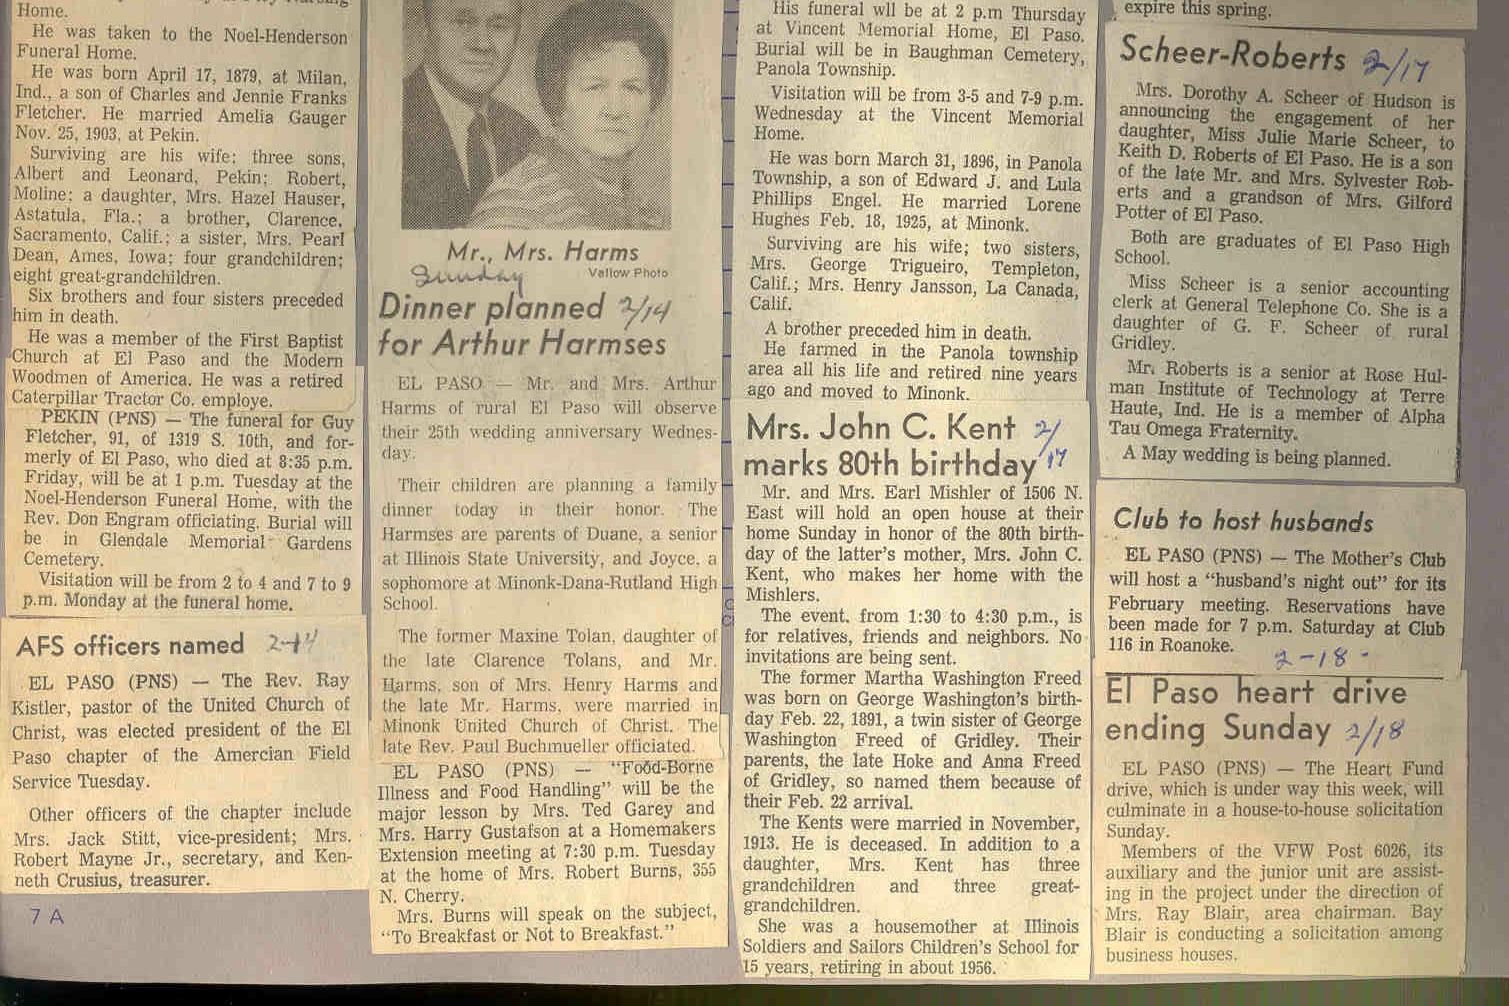 Home.
He was taken to the Noel-Henderson
Funeral Home.
He was born April 17, 1879, at Milan,
Ind., a son of Charles and Jennie Franks
Fletcher. He married Amelia Gauger
Nov. 25, 1903, at Pekin.
Surviving are his wife; three sons,
Albert and Leonard, Pekin; Robert,
Moline; a daughter, Mrs. Hazel Hauser,
Astatula, Fla.; a brother, Clarence,
Sacramento, Calif.; a sister, Mrs. Pearl
Dean, Ames, Iowa; four grandchildren;
eight great-grandchildren.
Six brothers and four sisters preceded
him in death.
He was a member of the First Baptist
Church at El Paso and the Modern
Woodmen of America. He was a retired
Caterpillar Tractor Co. employe.
PEKIN (PNS) — The funeral for Guy
Fletcher, 91, of 1319 S. 10th, and for-
merly of El Paso, who died at 8:35 p.m.
Friday, will be at 1 p.m. Tuesday at the
Noel-Henderson Funeral Home, with the
Rev. Don Engram officiating. Burial will
be in Glendale Memorial Gardens
Cemetery.
Visitation will be from 2 to 4 and 7 to 9
p.m. Monday at the funeral home.
AFS officers named 2-14
EL PASO (PNS) — The Rev. Ray
Kistler, pastor of the United Church of
Christ, was elected president of the El
Paso chapter of the Amercian Field
Service Tuesday.
Other officers of the chapter include
Mrs. Jack Stitt, vice-president; Mrs.
Robert Mayne Jr., secretary, and Ken-
neth Crusius, treasurer.
7 A
Mr., Mrs. Harms
Sunday
Vallow Photo
Dinner planned 2/14
for Arthur Harmses
EL PASO — Mr. and Mrs. Arthur
Harms of rural El Paso will observe
their 25th wedding anniversary Wednes-
day.
Their children are planning a family
dinner today in their honor. The
Harmses are parents of Duane, a senior
at Illinois State University, and Joyce, a
sophomore at Minonk-Dana-Rutland High
School.
The former Maxine Tolan, daughter of
the late Clarence Tolans, and Mr.
Harms, son of Mrs. Henry Harms and
the late Mr. Harms, were married in
Minonk United Church of Christ. The
late Rev. Paul Buchmueller officiated.
EL PASO (PNS) — "Food-Borne
Illness and Food Handling" will be the
major lesson by Mrs. Ted Garey and
Mrs. Harry Gustafson at a Homemakers
Extension meeting at 7:30 p.m. Tuesday
at the home of Mrs. Robert Burns, 355
N. Cherry.
Mrs. Burns will speak on the subject,
"To Breakfast or Not to Breakfast."
His funeral wll be at 2 p.m Thursday
at Vincent Memorial Home, El Paso.
Burial will be in Baughman Cemetery,
Panola Township.
Visitation will be from 3-5 and 7-9 p.m.
Wednesday at the Vincent Memorial
Home.
He was born March 31, 1896, in Panola
Township, a son of Edward J. and Lula
Phillips Engel. He married Lorene
Hughes Feb. 18, 1925, at Minonk.
Surviving are his wife; two sisters,
Mrs. George Trigueiro, Templeton,
Calif.; Mrs. Henry Jansson, La Canada,
Calif.
A brother preceded him in death.
He farmed in the Panola township
area all his life and retired nine years
ago and moved to Minonk.
Mrs. John C. Kent 2/
marks 80th birthday 17
Mr. and Mrs. Earl Mishler of 1506 N.
East will hold an open house at their
home Sunday in honor of the 80th birth-
day of the latter's mother, Mrs. John C.
Kent, who makes her home with the
Mishlers.
The event, from 1:30 to 4:30 p.m., is
for relatives, friends and neighbors. No
invitations are being sent.
The former Martha Washington Freed
was born on George Washington's birth-
day Feb. 22, 1891, a twin sister of George
Washington Freed of Gridley. Their
parents, the late Hoke and Anna Freed
of Gridley, so named them because of
their Feb. 22 arrival.
The Kents were married in November,
1913. He is deceased. In addition to a
daughter, Mrs. Kent has three
grandchildren and three great-
grandchildren.
She was a housemother at Illinois
Soldiers and Sailors Children's School for
15 years, retiring in about 1956.
expire this spring.
Scheer-Roberts 2/17
Mrs. Dorothy A. Scheer of Hudson is
announcing the engagement of her
daughter, Miss Julie Marie Scheer, to
Keith D. Roberts of El Paso. He is a son
of the late Mr. and Mrs. Sylvester Rob-
erts and a grandson of Mrs. Gilford
Potter of El Paso.
Both are graduates of El Paso High
School.
Miss Scheer is a senior accounting
clerk at General Telephone Co. She is a
daughter of G. F. Scheer of rural
Gridley.
Mr. Roberts is a senior at Rose Hul-
man Institute of Technology at Terre
Haute, Ind. He is a member of Alpha
Tau Omega Fraternity.
A May wedding is being planned.
Club to host husbands
EL PASO (PNS) — The Mother's Club
will host a "husband's night out" for its
February meeting. Reservations have
been made for 7 p.m. Saturday at Club
116 in Roanoke.
2-18-
El Paso heart drive
ending Sunday 2/18
EL PASO (PNS) — The Heart Fund
drive, which is under way this week, will
culminate in a house-to-house solicitation
Sunday.
Members of the VFW Post 6026, its
auxiliary and the junior unit are assist-
ing in the project under the direction of
Mrs. Ray Blair, area chairman. Bay
Blair is conducting a solicitation among
business houses.